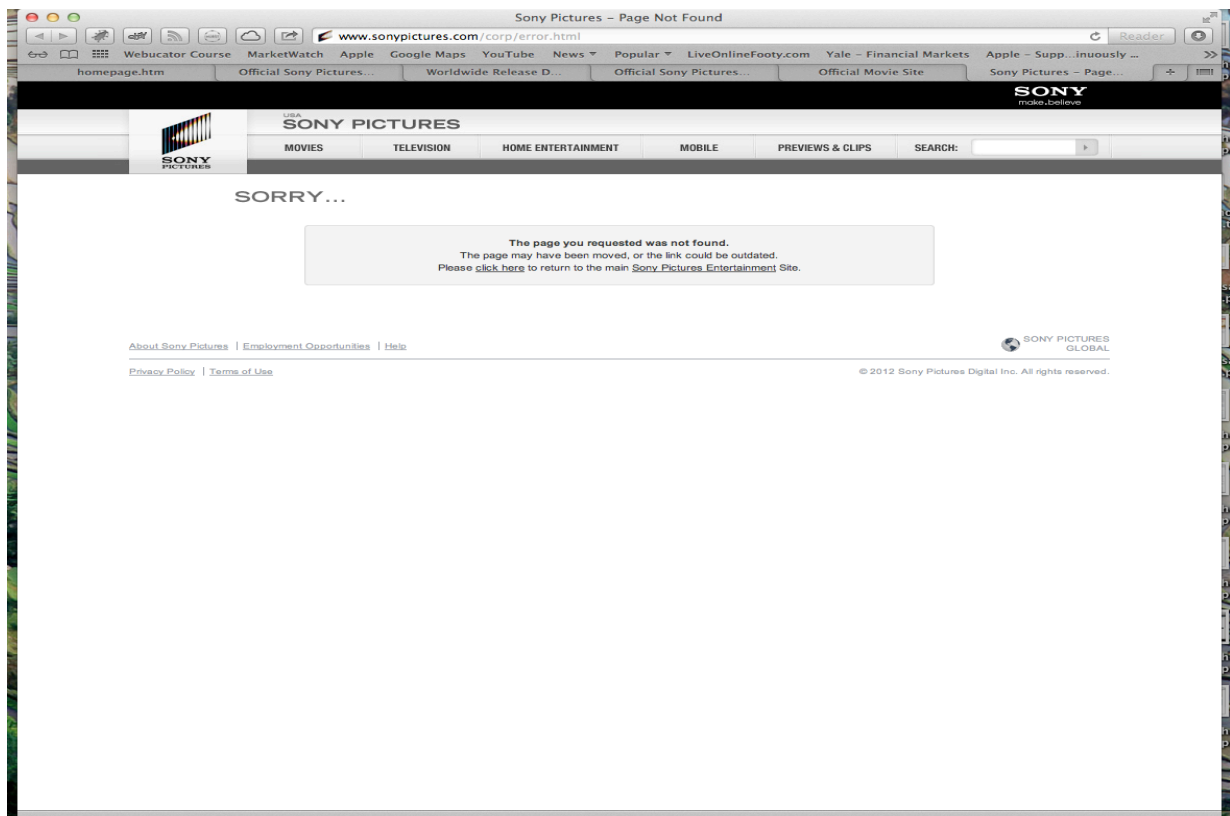 Sony Pictures – Page Not Found
www.sonypictures.com/corp/error.html
Reader
Webucator Course MarketWatch Apple Google Maps YouTube News Popular LiveOnlineFooty.com Yale – Financial Markets Apple – Supp...inuously ...
homepage.htm Official Sony Pictures... Worldwide Release D... Official Sony Pictures... Official Movie Site Sony Pictures – Page...
SONY
make.believe
USA
SONY PICTURES
SONY
PICTURES
MOVIES TELEVISION HOME ENTERTAINMENT MOBILE PREVIEWS & CLIPS SEARCH:
SORRY...
The page you requested was not found.
The page may have been moved, or the link could be outdated.
Please click here to return to the main Sony Pictures Entertainment Site.
About Sony Pictures | Employment Opportunities | Help
SONY PICTURES
GLOBAL
Privacy Policy | Terms of Use
© 2012 Sony Pictures Digital Inc. All rights reserved.